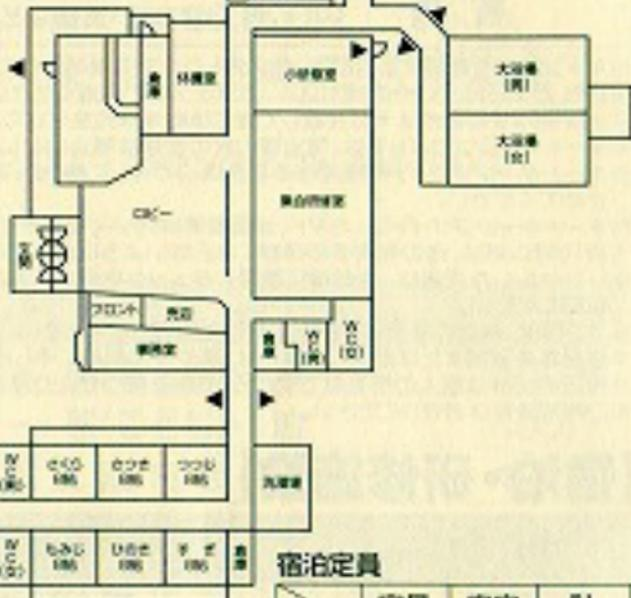 倉庫
休憩室
小研修室
大浴場
(男)
大浴場
(女)
ロビー
集合研修室
玄関
フロント
売店
事務室
倉庫
WC(男)
WC(女)
WC(男)
さくら
8帖
さつき
8帖
つつじ
8帖
洗濯室
WC(女)
もみじ
8帖
ひのき
8帖
すぎ
8帖
倉庫
宿泊定員